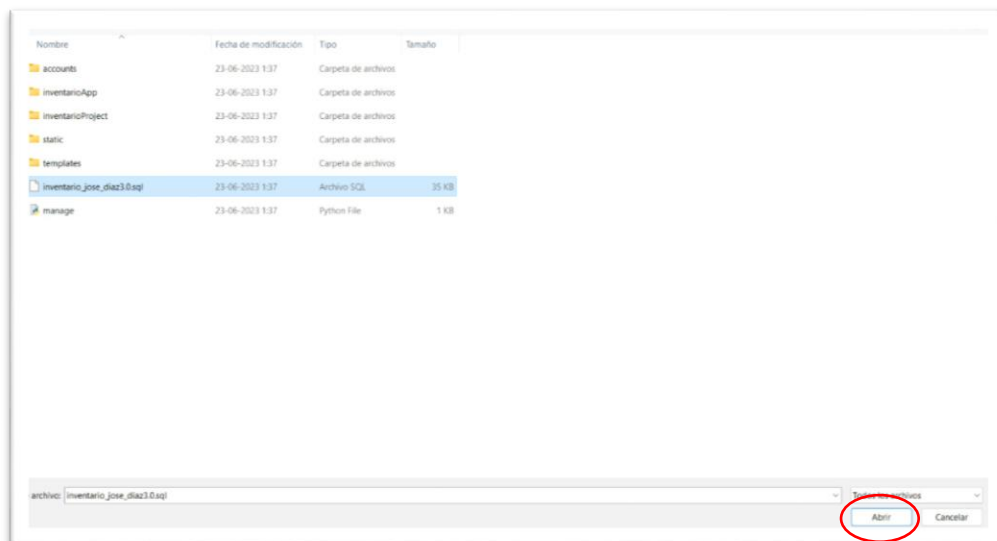 Nombre Fecha de modificación Tipo Tamaño
accounts 23-06-2023 1:37 Carpeta de archivos
inventarioApp 23-06-2023 1:37 Carpeta de archivos
inventarioProject 23-06-2023 1:37 Carpeta de archivos
static 23-06-2023 1:37 Carpeta de archivos
templates 23-06-2023 1:37 Carpeta de archivos
inventario_jose_diaz3.0.sql 23-06-2023 1:37 Archivo SQL 35 KB
manage 23-06-2023 1:37 Python File 1 KB
archivo: inventario_jose_diaz3.0.sql Todos los archivos
Abrir Cancelar